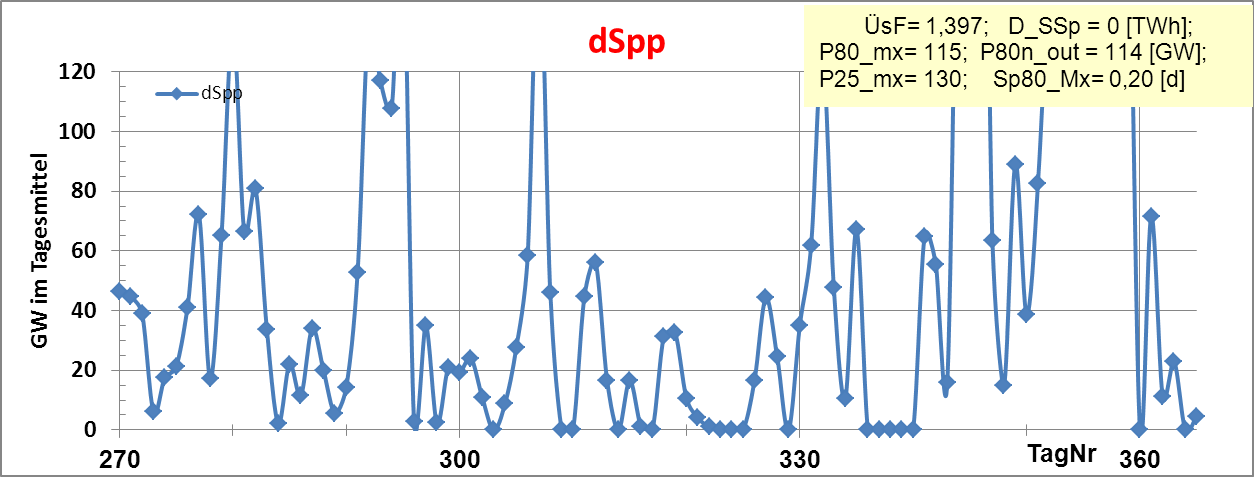 dSpp
ÜsF= 1,397; D_SSp = 0 [TWh];
P80_mx= 115; P80n_out = 114 [GW];
P25_mx= 130; Sp80_Mx= 0,20 [d]
dSpp
GW im Tagesmittel
120
100
80
60
40
20
0
270
300
330
TagNr
360